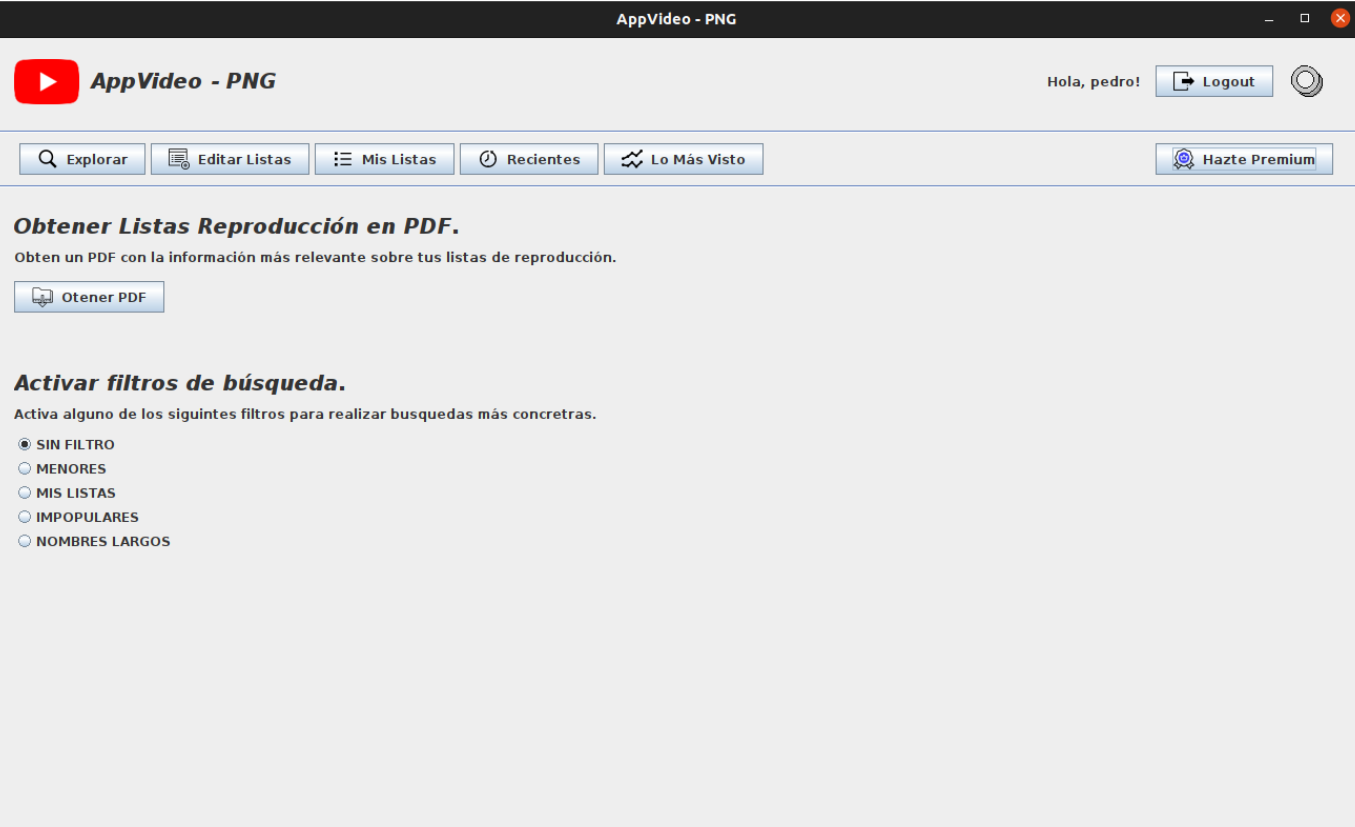 AppVideo - PNG
AppVideo - PNG
Hola, pedro!
Logout
Explorar
Editar Listas
Mis Listas
Recientes
Lo Más Visto
Hazte Premium
Obtener Listas Reproducción en PDF.
Obten un PDF con la información más relevante sobre tus listas de reproducción.
Otener PDF
Activar filtros de búsqueda.
Activa alguno de los siguintes filtros para realizar busquedas más concretras.
SIN FILTRO
MENORES
MIS LISTAS
IMPOPULARES
NOMBRES LARGOS